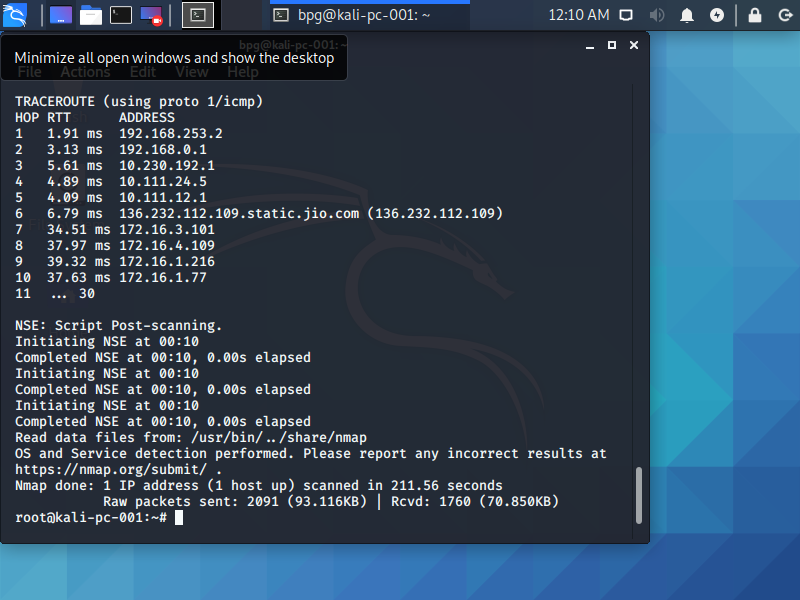 bpg@kali-pc-001: ~
12:10 AM
bpg@kali-pc-001: ~
Minimize all open windows and show the desktop
File Actions Edit View Help
TRACEROUTE (using proto 1/icmp)
HOP RTT ADDRESS
1 1.91 ms 192.168.253.2
2 3.13 ms 192.168.0.1
3 5.61 ms 10.230.192.1
4 4.89 ms 10.111.24.5
5 4.09 ms 10.111.12.1
6 6.79 ms 136.232.112.109.static.jio.com (136.232.112.109)
7 34.51 ms 172.16.3.101
8 37.97 ms 172.16.4.109
9 39.32 ms 172.16.1.216
10 37.63 ms 172.16.1.77
11 ... 30
NSE: Script Post-scanning.
Initiating NSE at 00:10
Completed NSE at 00:10, 0.00s elapsed
Initiating NSE at 00:10
Completed NSE at 00:10, 0.00s elapsed
Initiating NSE at 00:10
Completed NSE at 00:10, 0.00s elapsed
Read data files from: /usr/bin/../share/nmap
OS and Service detection performed. Please report any incorrect results at
https://nmap.org/submit/ .
Nmap done: 1 IP address (1 host up) scanned in 211.56 seconds
Raw packets sent: 2091 (93.116KB) | Rcvd: 1760 (70.850KB)
root@kali-pc-001:~#